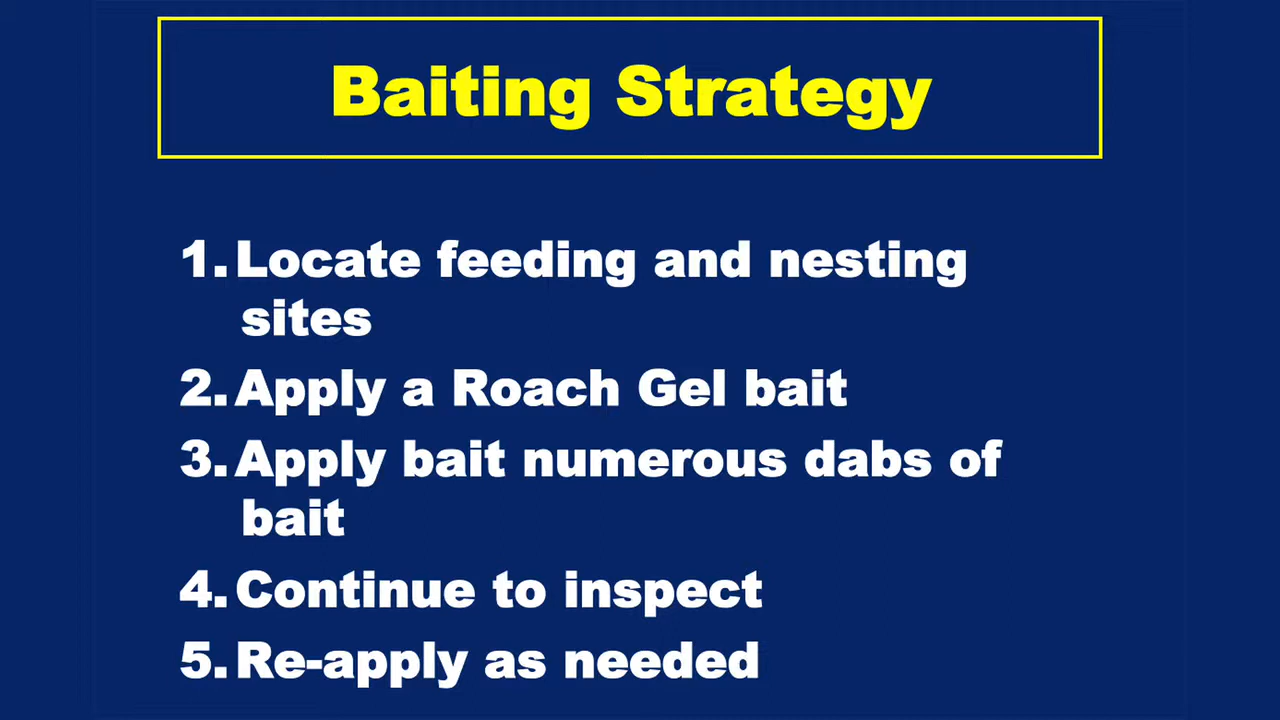 Baiting Strategy
1. Locate feeding and nesting
sites
2. Apply a Roach Gel bait
3. Apply bait numerous dabs of
bait
4. Continue to inspect
5. Re-apply as needed